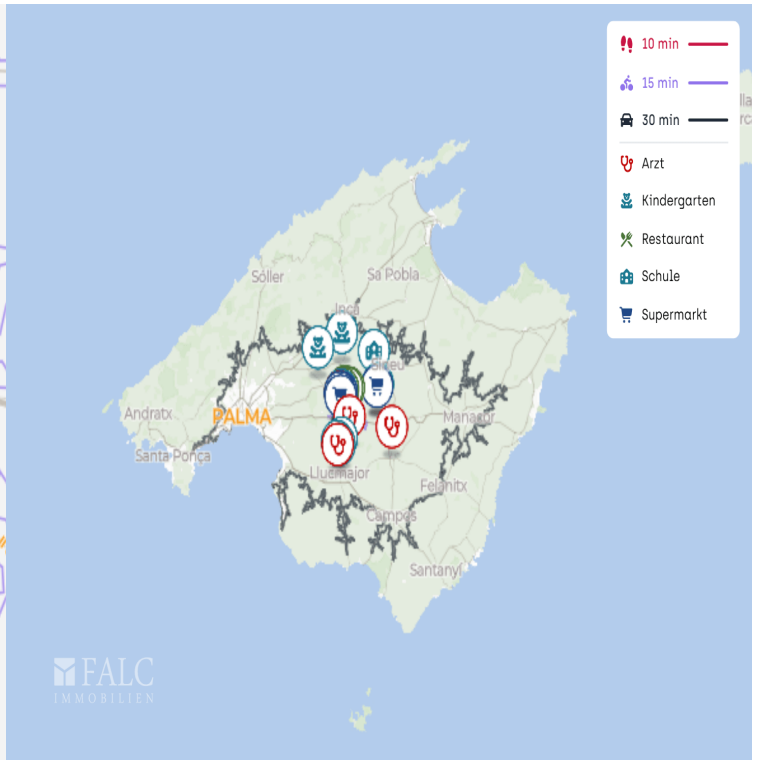 10 min
15 min
30 min
Arzt
Kindergarten
Restaurant
Schule
Supermarkt
Sóller
Sa Pobla
Inca
Andratx
PALMA
Manacor
Santa Ponça
Llucmajor
Felanitx
Campos
Santanyí
FALC
IMMOBILIEN